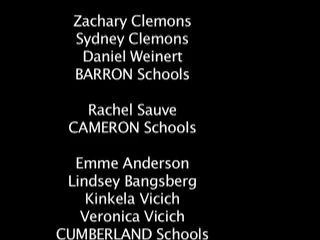 Zachary Clemons
Sydney Clemons
Daniel Weinert
BARRON Schools
Rachel Sauve
CAMERON Schools
Emme Anderson
Lindsey Bangsberg
Kinkela Vicich
Veronica Vicich
CUMBERLAND Schools